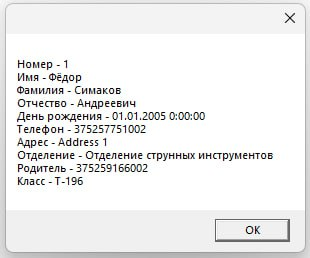 Номер - 1
Имя - Фёдор
Фамилия - Симаков
Отчество - Андреевич
День рождения - 01.01.2005 0:00:00
Телефон - 375257751002
Адрес - Address 1
Отделение - Отделение струнных инструментов
Родитель - 375259166002
Класс - Т-196
OK